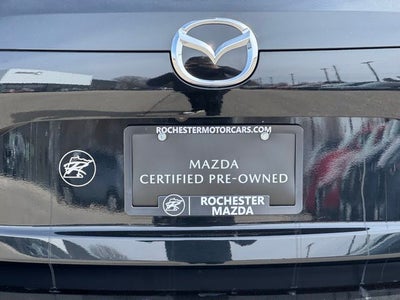 ROCHESTERMOTORCARS.COM
MAZDA
CERTIFIED PRE-OWNED
ROCHESTER
MAZDA